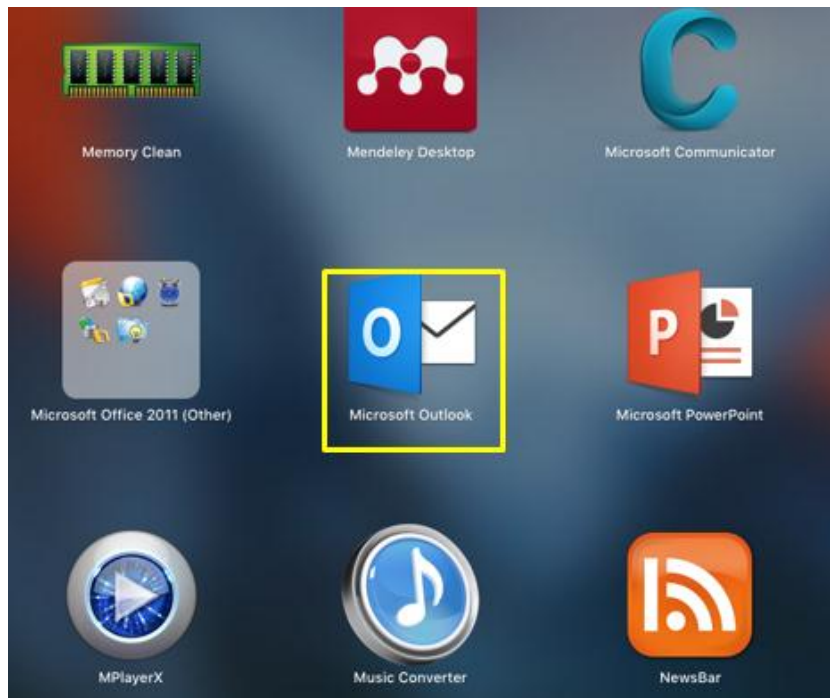 Memory Clean
Mendeley Desktop
Microsoft Communicator
O
P
Microsoft Office 2011 (Other)
Microsoft Outlook
Microsoft PowerPoint
MPlayerX
Music Converter
NewsBar